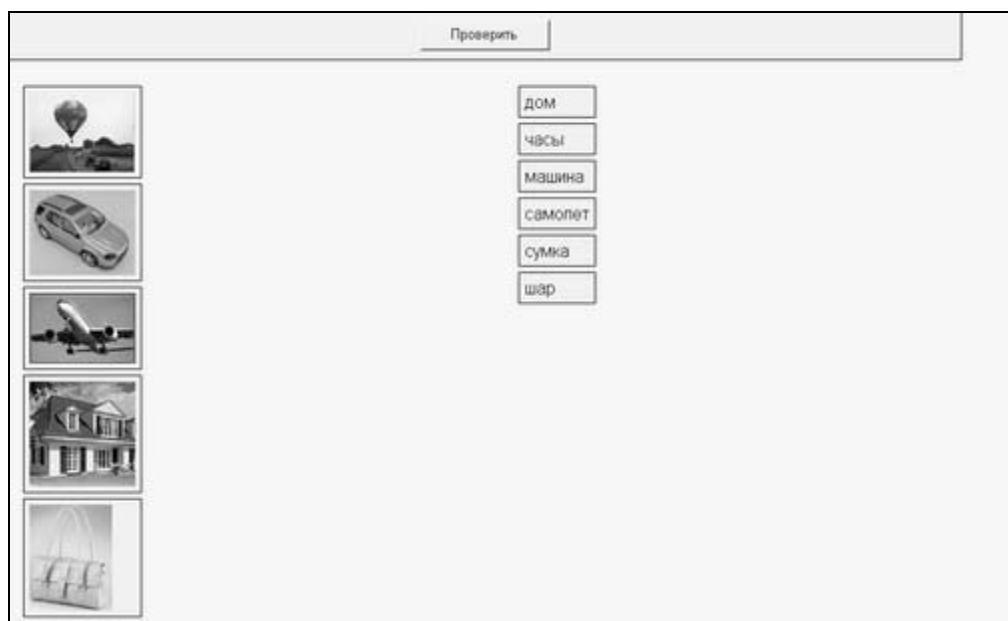 Проверить
дом
часы
машина
самолет
сумка
шар